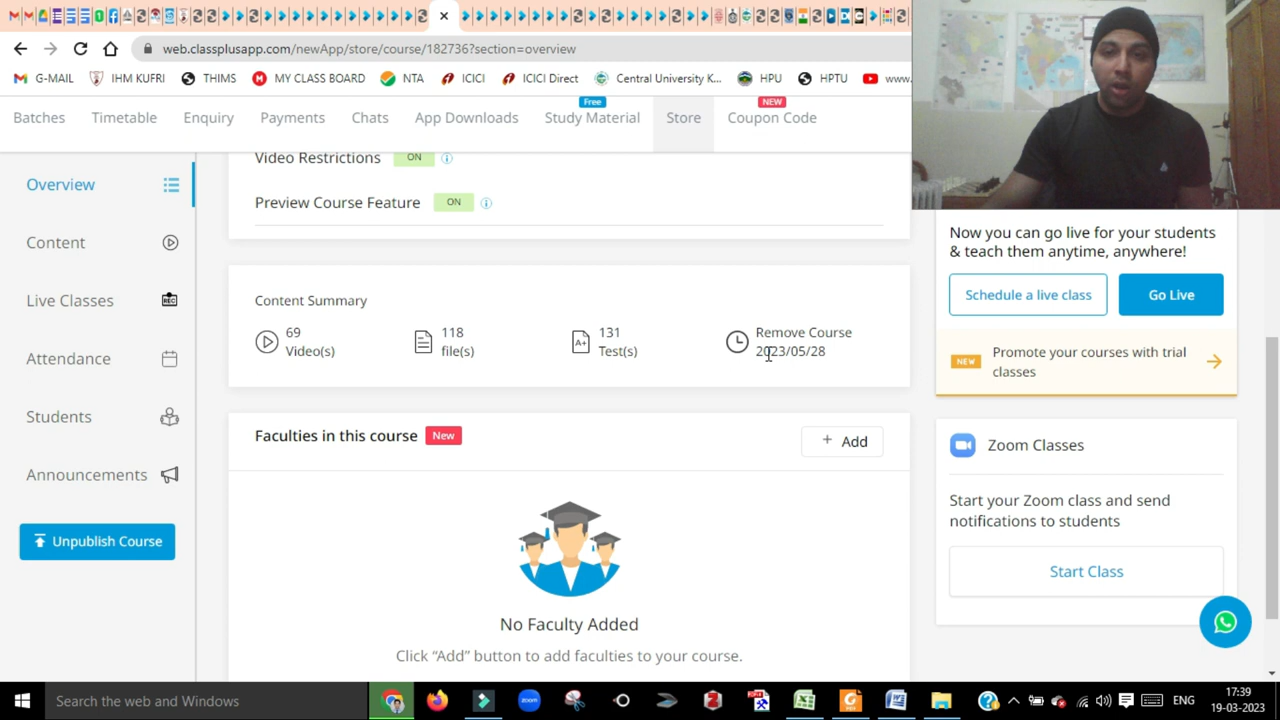 web.classplusapp.com/newApp/store/course/182736?section=overview
G-MAIL IHM KUFRI THIMS MY CLASS BOARD NTA ICICI ICICI Direct Central University K... HPU HPTU www.
Batches Timetable Enquiry Payments Chats App Downloads Free Study Material Store NEW Coupon Code
Overview
Content
Live Classes
REC
Attendance
Students
Announcements
Unpublish Course
Video Restrictions ON
Preview Course Feature ON
Content Summary
69
Video(s)
118
file(s)
131
Test(s)
Remove Course
2023/05/28
Faculties in this course New + Add
No Faculty Added
Click “Add” button to add faculties to your course.
Now you can go live for your students
& teach them anytime, anywhere!
Schedule a live class Go Live
NEW Promote your courses with trial
classes
Zoom Classes
Start your Zoom class and send
notifications to students
Start Class
Search the web and Windows
zoom
ENG
17:39
19-03-2023